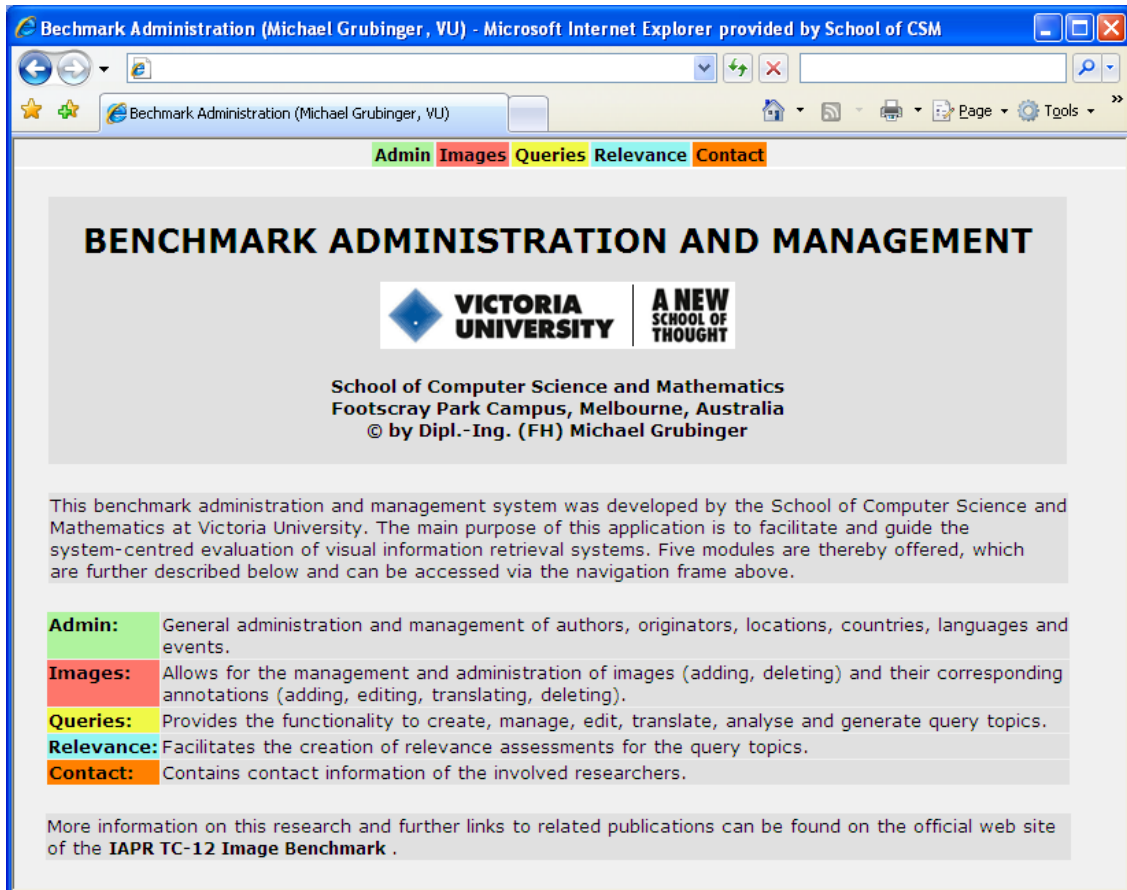 Bechmark Administration (Michael Grubinger, VU) - Microsoft Internet Explorer provided by School of CSM
Bechmark Administration (Michael Grubinger, VU)
Page
Tools
»
Admin Images Queries Relevance Contact
BENCHMARK ADMINISTRATION AND MANAGEMENT
VICTORIA
UNIVERSITY
A NEW
SCHOOL OF
THOUGHT
School of Computer Science and Mathematics
Footscray Park Campus, Melbourne, Australia
© by Dipl.-Ing. (FH) Michael Grubinger
This benchmark administration and management system was developed by the School of Computer Science and
Mathematics at Victoria University. The main purpose of this application is to facilitate and guide the
system-centred evaluation of visual information retrieval systems. Five modules are thereby offered, which
are further described below and can be accessed via the navigation frame above.
Admin: General administration and management of authors, originators, locations, countries, languages and
events.
Images: Allows for the management and administration of images (adding, deleting) and their corresponding
annotations (adding, editing, translating, deleting).
Queries: Provides the functionality to create, manage, edit, translate, analyse and generate query topics.
Relevance: Facilitates the creation of relevance assessments for the query topics.
Contact: Contains contact information of the involved researchers.
More information on this research and further links to related publications can be found on the official web site
of the IAPR TC-12 Image Benchmark .